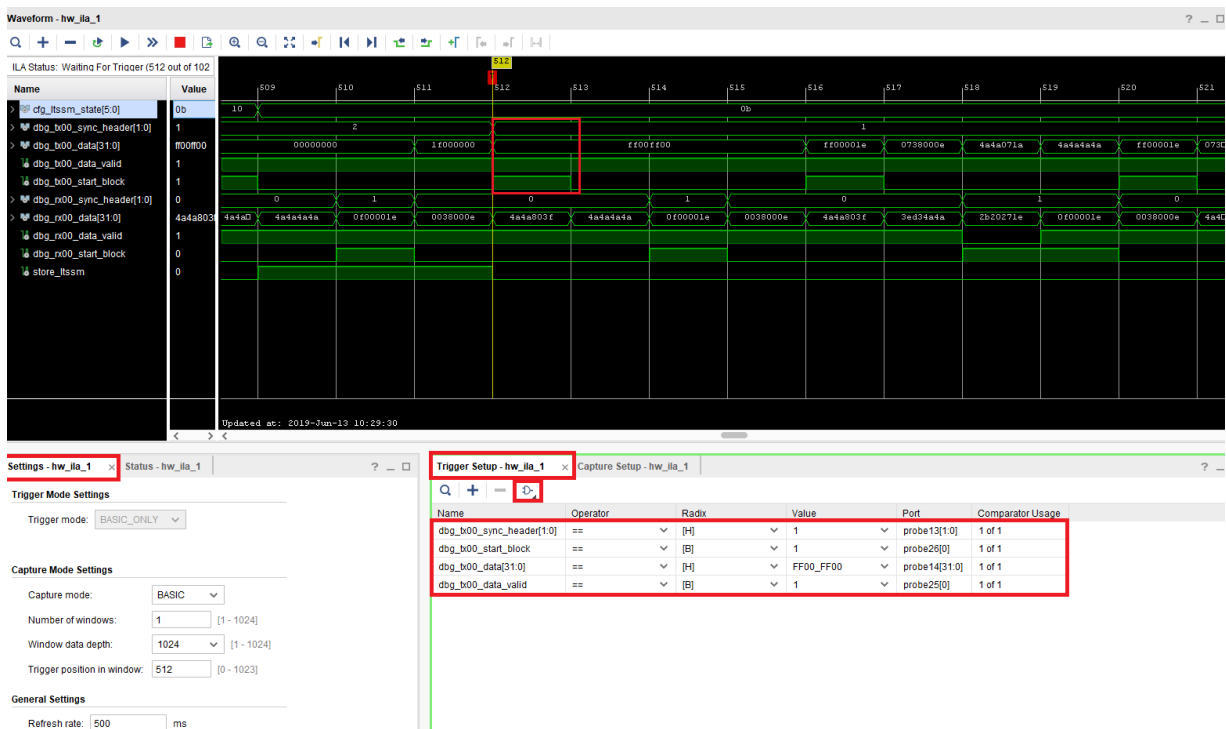 Waveform - hw_ila_1
? _ □
ILA Status: Waiting For Trigger (512 out of 102
512
Name Value
509 510 511 512 513 514 515 516 517 518 519 520 521
cfg_ltssm_state[5:0] 0b 10 0b
dbg_tx00_sync_header[1:0] 1 2 1
dbg_tx00_data[31:0] ff00ff00 00000000 1f000000 ff00ff00 ff00001e 0738000e 4a4a071a 4a4a4a4a ff00001e 073
dbg_tx00_data_valid 1
dbg_tx00_start_block 1
dbg_rx00_sync_header[1:0] 0 0 1 0 1 0 1 0
dbg_rx00_data[31:0] 4a4a803 4a4a 4a4a4a4a 0f00001e 0038000e 4a4a803f 4a4a4a4a 0f00001e 0038000e 4a4a803f 3ed34a4a 2b20271e 0f00001e 0038000e 4a4
dbg_rx00_data_valid 1
dbg_rx00_start_block 0
store_ltssm 0
Updated at: 2019-Jun-13 10:29:30
Settings - hw_ila_1 × Status - hw_ila_1 ? _ □
Trigger Mode Settings
Trigger mode: BASIC_ONLY
Capture Mode Settings
Capture mode: BASIC
Number of windows: 1 [1 - 1024]
Window data depth: 1024 [1 - 1024]
Trigger position in window: 512 [0 - 1023]
General Settings
Refresh rate: 500 ms
Trigger Setup - hw_ila_1 × Capture Setup - hw_ila_1 ? _
Name Operator Radix Value Port Comparator Usage
dbg_tx00_sync_header[1:0] == [H] 1 probe13[1:0] 1 of 1
dbg_tx00_start_block == [B] 1 probe26[0] 1 of 1
dbg_tx00_data[31:0] == [H] FF00_FF00 probe14[31:0] 1 of 1
dbg_tx00_data_valid == [B] 1 probe25[0] 1 of 1